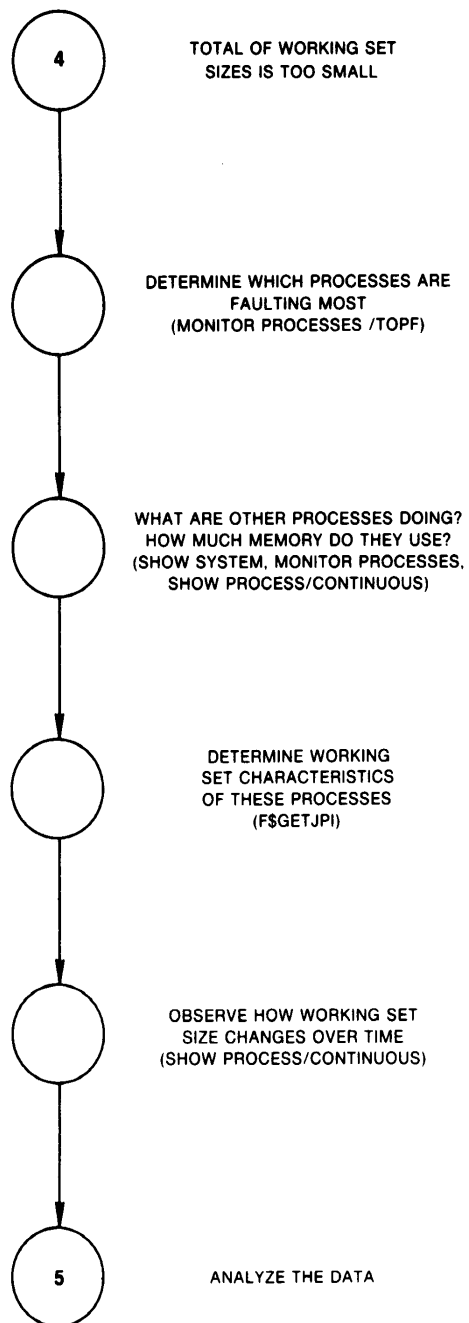 4
TOTAL OF WORKING SET
SIZES IS TOO SMALL
DETERMINE WHICH PROCESSES ARE
FAULTING MOST
(MONITOR PROCESSES /TOPF)
WHAT ARE OTHER PROCESSES DOING?
HOW MUCH MEMORY DO THEY USE?
(SHOW SYSTEM, MONITOR PROCESSES,
SHOW PROCESS/CONTINUOUS)
DETERMINE WORKING
SET CHARACTERISTICS
OF THESE PROCESSES
(F$GETJPI)
OBSERVE HOW WORKING SET
SIZE CHANGES OVER TIME
(SHOW PROCESS/CONTINUOUS)
5
ANALYZE THE DATA